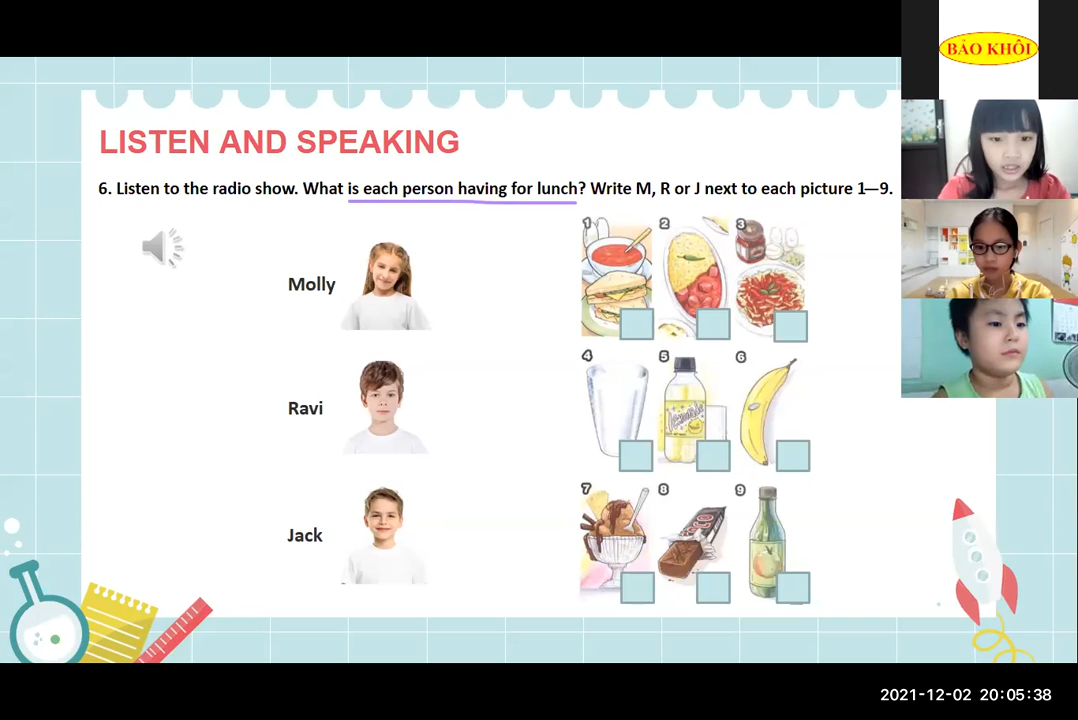 BẢO KHÔI
LISTEN AND SPEAKING
6. Listen to the radio show. What is each person having for lunch? Write M, R or J next to each picture 1—9.
Molly
1
2
3
Ravi
4
5
6
Lemonade
Jack
7
8
9
CHOCO
2021-12-02 20:05:38